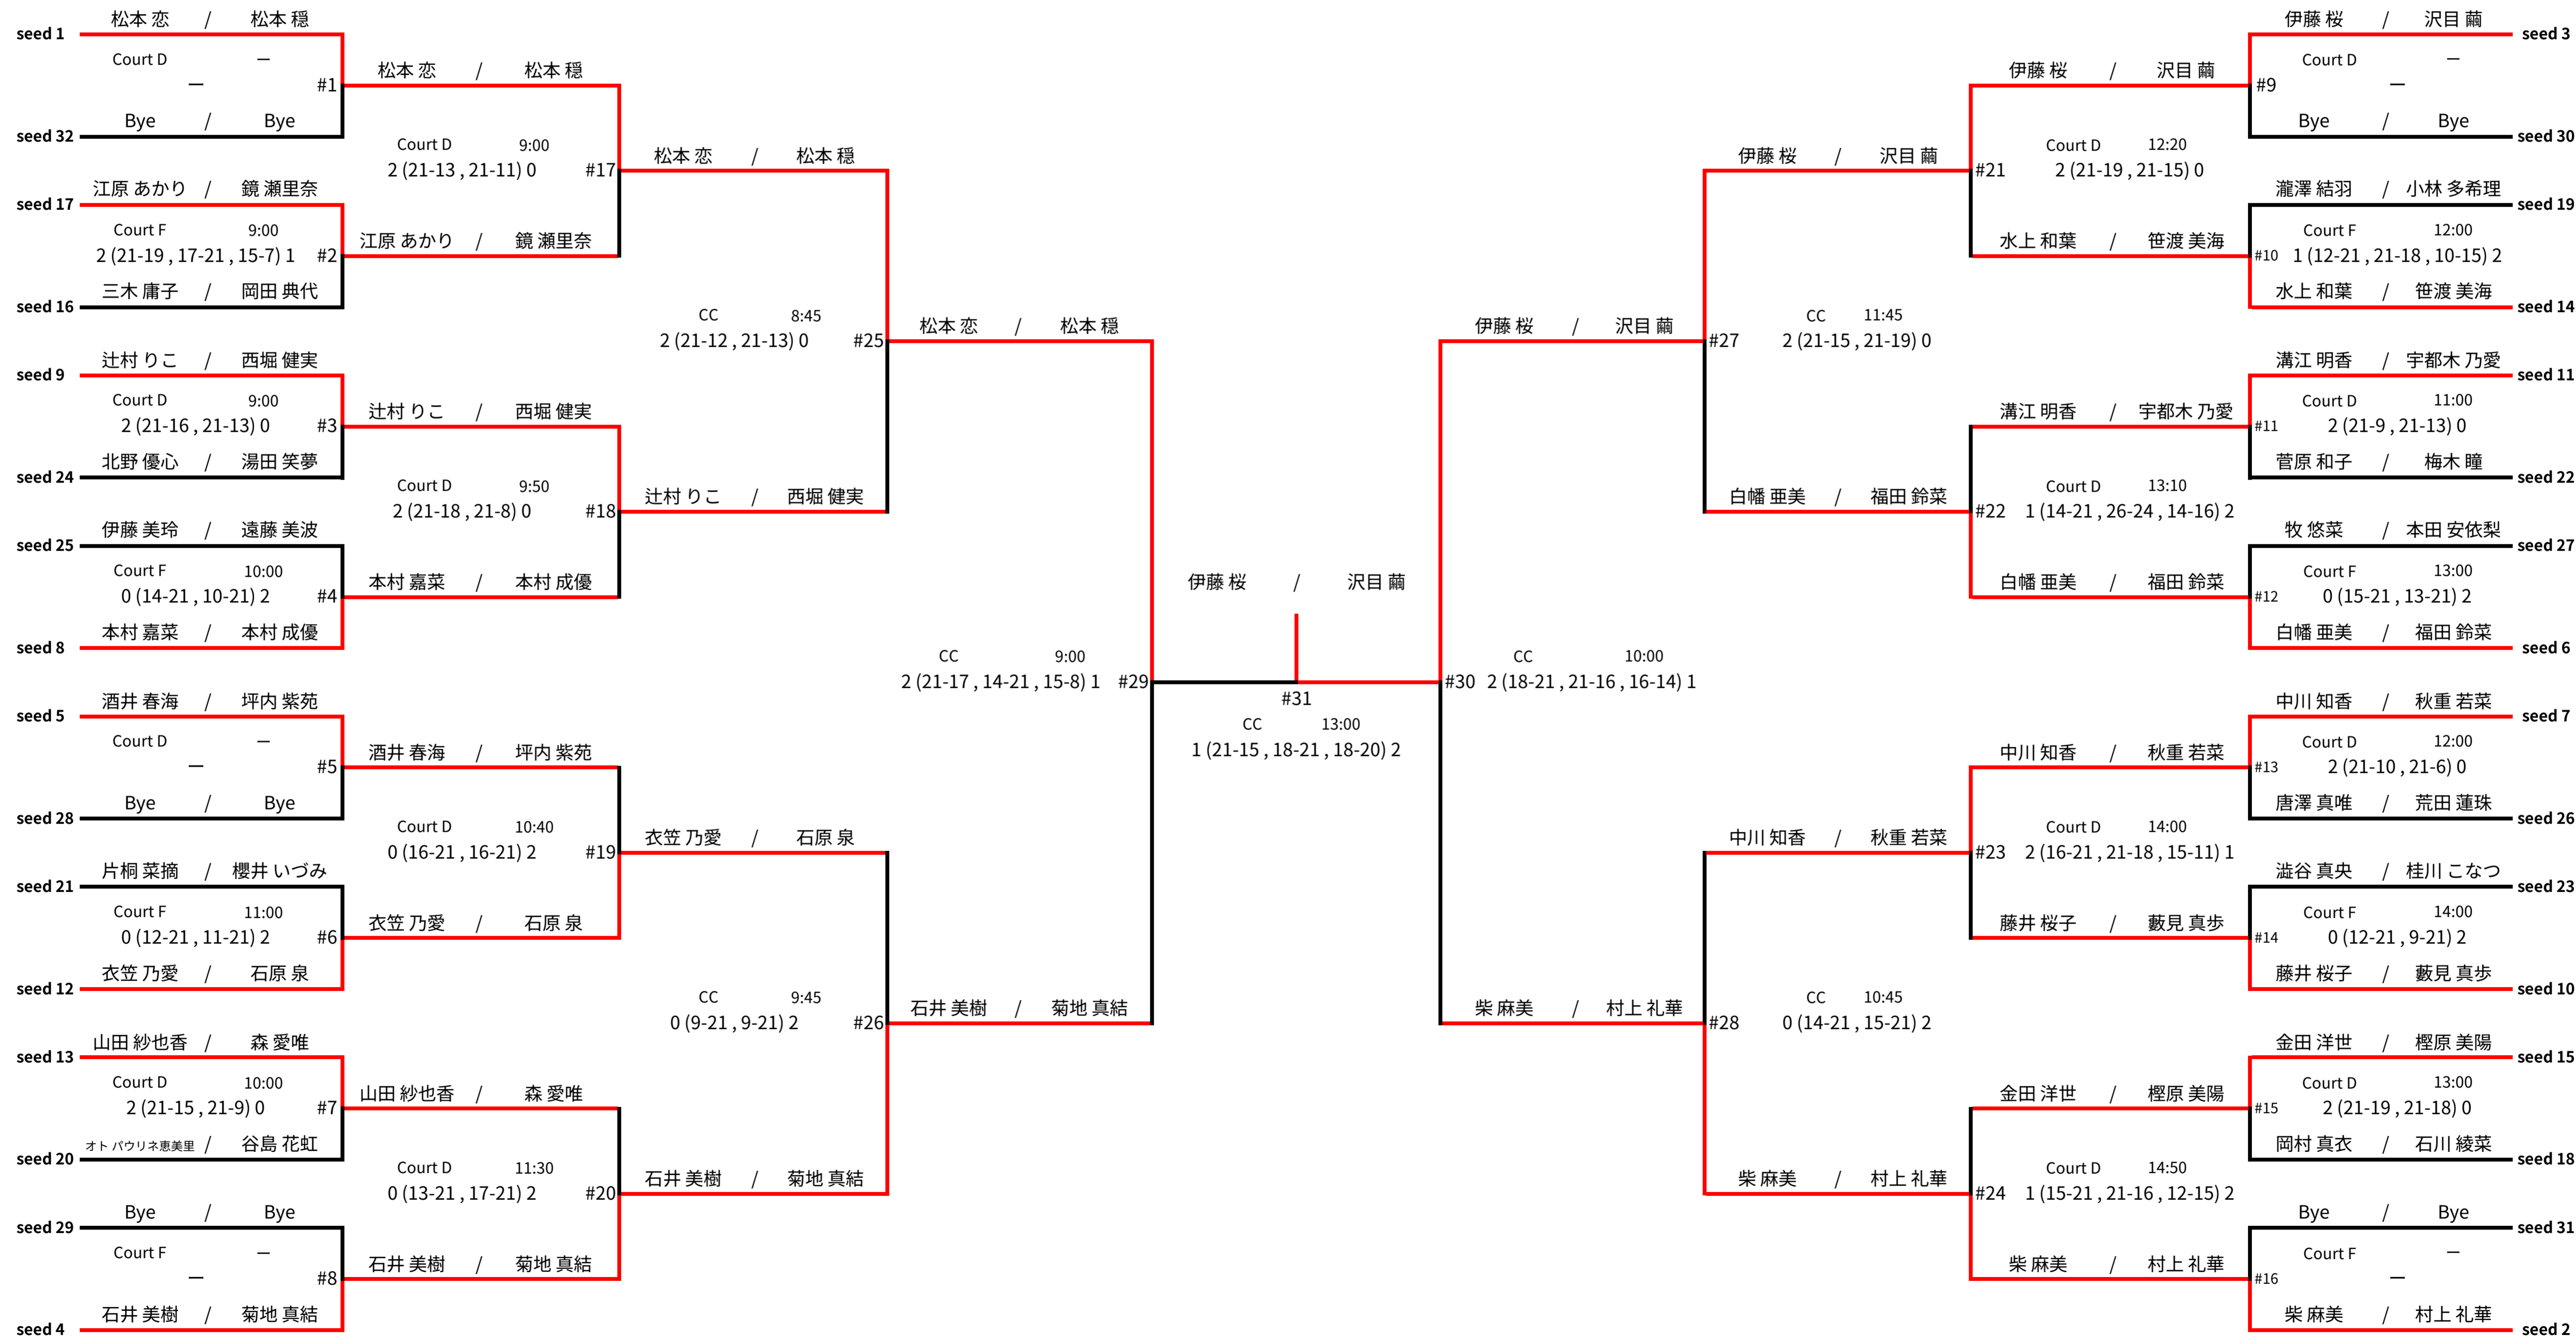 松本 恋 / 松本 穏
seed 1
Court D —
— #1
Bye / Bye
seed 32
江原 あかり / 鏡 瀬里奈
seed 17
Court F 9:00
2 (21-19 , 17-21 , 15-7) 1 #2
三木 庸子 / 岡田 典代
seed 16
辻村 りこ / 西堀 健実
seed 9
Court D 9:00
2 (21-16 , 21-13) 0 #3
北野 優心 / 湯田 笑夢
seed 24
伊藤 美玲 / 遠藤 美波
seed 25
Court F 10:00
0 (14-21 , 10-21) 2 #4
本村 嘉菜 / 本村 成優
seed 8
酒井 春海 / 坪内 紫苑
seed 5
Court D —
— #5
Bye / Bye
seed 28
片桐 菜摘 / 櫻井 いづみ
seed 21
Court F 11:00
0 (12-21 , 11-21) 2 #6
衣笠 乃愛 / 石原 泉
seed 12
山田 紗也香 / 森 愛唯
seed 13
Court D 10:00
2 (21-15 , 21-9) 0 #7
オト パウリネ恵美里 / 谷島 花虹
seed 20
Bye / Bye
seed 29
Court F —
— #8
石井 美樹 / 菊地 真結
seed 4
松本 恋 / 松本 穏
Court D 9:00
2 (21-13 , 21-11) 0 #17
江原 あかり / 鏡 瀬里奈
辻村 りこ / 西堀 健実
Court D 9:50
2 (21-18 , 21-8) 0 #18
本村 嘉菜 / 本村 成優
酒井 春海 / 坪内 紫苑
Court D 10:40
0 (16-21 , 16-21) 2 #19
衣笠 乃愛 / 石原 泉
山田 紗也香 / 森 愛唯
Court D 11:30
0 (13-21 , 17-21) 2 #20
石井 美樹 / 菊地 真結
松本 恋 / 松本 穏
CC 8:45
2 (21-12 , 21-13) 0 #25
辻村 りこ / 西堀 健実
衣笠 乃愛 / 石原 泉
CC 9:45
0 (9-21 , 9-21) 2 #26
石井 美樹 / 菊地 真結
松本 恋 / 松本 穏
CC 9:00
2 (21-17 , 14-21 , 15-8) 1 #29
石井 美樹 / 菊地 真結
伊藤 桜 / 沢目 繭
#31
CC 13:00
1 (21-15 , 18-21 , 18-20) 2
伊藤 桜 / 沢目 繭
CC 10:00
#30 2 (18-21 , 21-16 , 16-14) 1
柴 麻美 / 村上 礼華
伊藤 桜 / 沢目 繭
CC 11:45
#27 2 (21-15 , 21-19) 0
白幡 亜美 / 福田 鈴菜
中川 知香 / 秋重 若菜
CC 10:45
#28 0 (14-21 , 15-21) 2
柴 麻美 / 村上 礼華
伊藤 桜 / 沢目 繭
Court D 12:20
#21 2 (21-19 , 21-15) 0
水上 和葉 / 笹渡 美海
溝江 明香 / 宇都木 乃愛
Court D 13:10
#22 1 (14-21 , 26-24 , 14-16) 2
白幡 亜美 / 福田 鈴菜
中川 知香 / 秋重 若菜
Court D 14:00
#23 2 (16-21 , 21-18 , 15-11) 1
藤井 桜子 / 藪見 真歩
金田 洋世 / 樫原 美陽
Court D 14:50
#24 1 (15-21 , 21-16 , 12-15) 2
柴 麻美 / 村上 礼華
伊藤 桜 / 沢目 繭
seed 3
Court D —
#9 —
Bye / Bye
seed 30
瀧澤 結羽 / 小林 多希理
seed 19
Court F 12:00
#10 1 (12-21 , 21-18 , 10-15) 2
水上 和葉 / 笹渡 美海
seed 14
溝江 明香 / 宇都木 乃愛
seed 11
Court D 11:00
#11 2 (21-9 , 21-13) 0
菅原 和子 / 梅木 瞳
seed 22
牧 悠菜 / 本田 安依梨
seed 27
Court F 13:00
#12 0 (15-21 , 13-21) 2
白幡 亜美 / 福田 鈴菜
seed 6
中川 知香 / 秋重 若菜
seed 7
Court D 12:00
#13 2 (21-10 , 21-6) 0
唐澤 真唯 / 荒田 蓮珠
seed 26
澁谷 真央 / 桂川 こなつ
seed 23
Court F 14:00
#14 0 (12-21 , 9-21) 2
藤井 桜子 / 藪見 真歩
seed 10
金田 洋世 / 樫原 美陽
seed 15
Court D 13:00
#15 2 (21-19 , 21-18) 0
岡村 真衣 / 石川 綾菜
seed 18
Bye / Bye
seed 31
Court F —
#16 —
柴 麻美 / 村上 礼華
seed 2